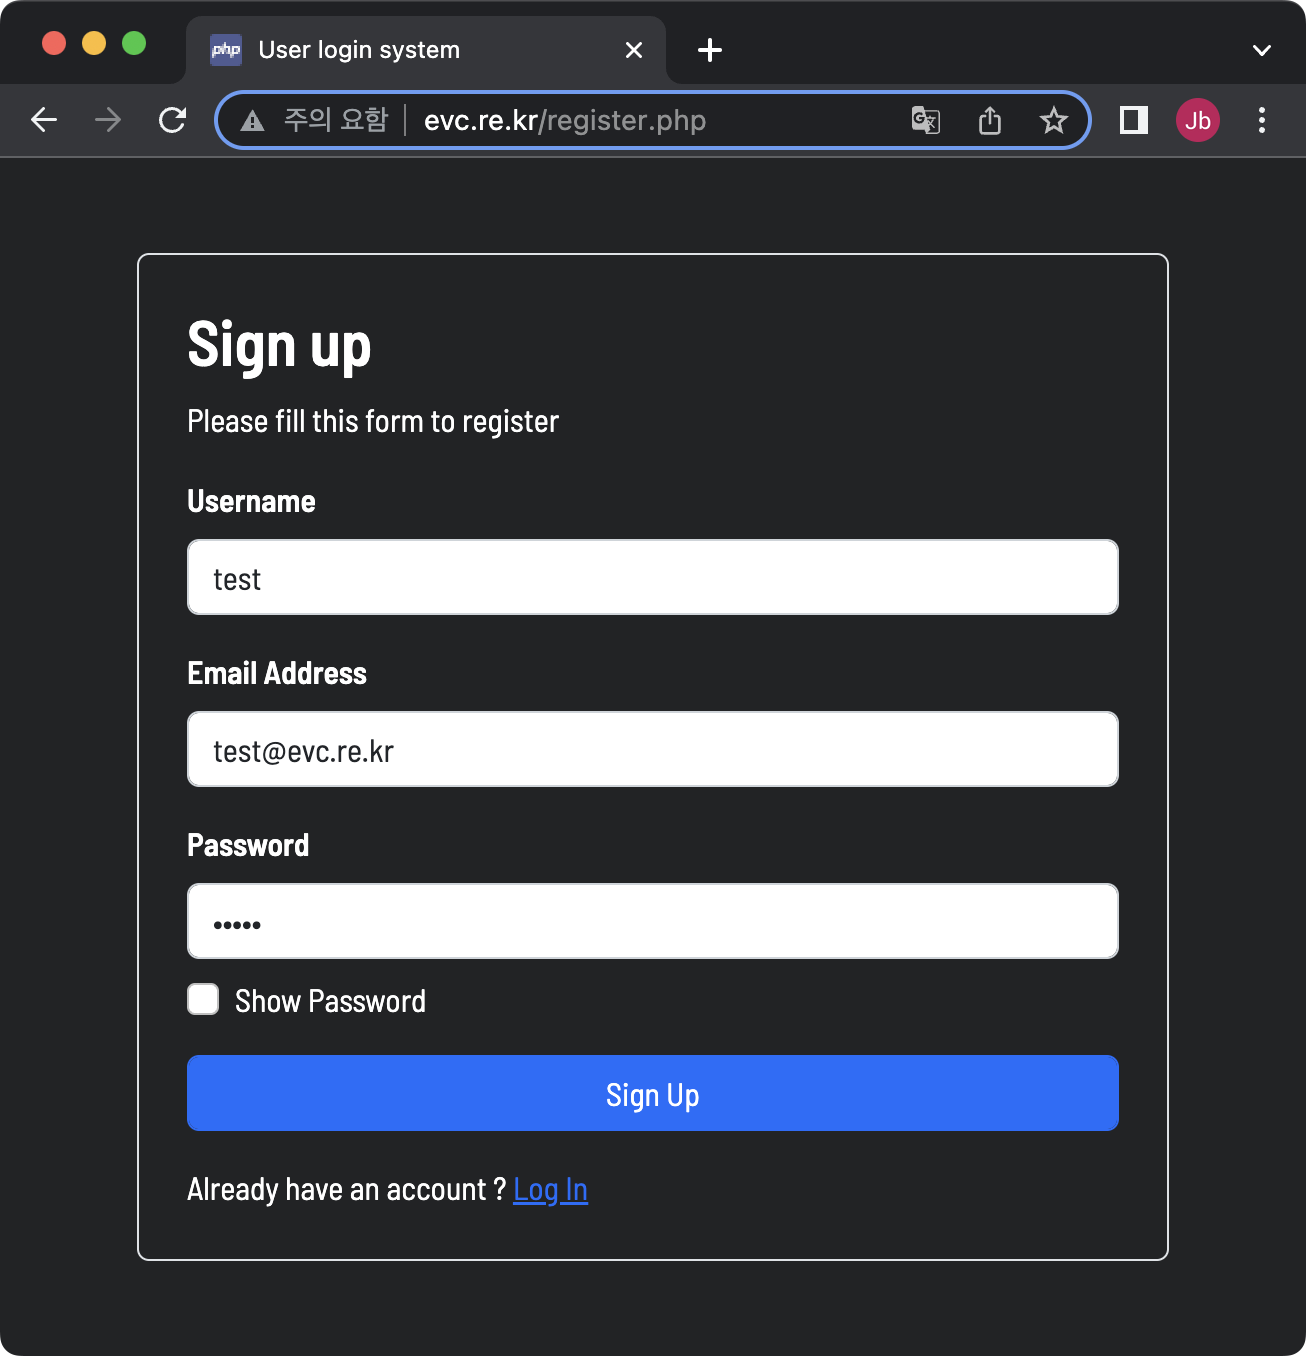 php User login system
주의 요함 evc.re.kr/register.php
Jb
Sign up
Please fill this form to register
Username
test
Email Address
test@evc.re.kr
Password
•••••
Show Password
Sign Up
Already have an account ? Log In